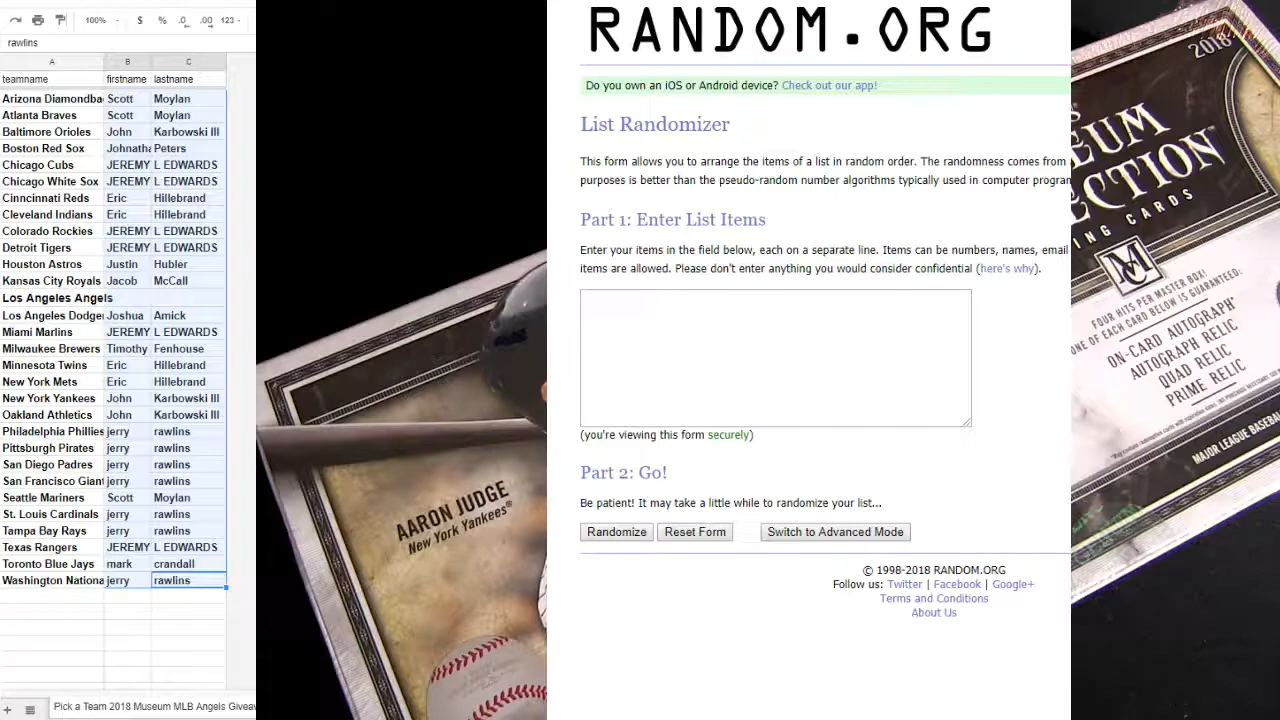 100%
$ % .0 .00 123
rawlins
A B C
teamname firstname lastname
Arizona Diamondba Scott Moylan
Atlanta Braves Scott Moylan
Baltimore Orioles John Karbowski III
Boston Red Sox Johnatha Peters
Chicago Cubs JEREMY L EDWARDS
Chicago White Sox JEREMY L EDWARDS
Cinncinnati Reds Eric Hillebrand
Cleveland Indians Eric Hillebrand
Colorado Rockies JEREMY L EDWARDS
Detroit Tigers JEREMY L EDWARDS
Houston Astros Justin Hubler
Kansas City Royals Jacob McCall
Los Angeles Angels
Los Angeles Dodge Joshua Amick
Miami Marlins JEREMY L EDWARDS
Milwaukee Brewers Timothy Fenhouse
Minnesota Twins Eric Hillebrand
New York Mets Eric Hillebrand
New York Yankees John Karbowski III
Oakland Athletics John Karbowski III
Philadelphia Phillies jerry rawlins
Pittsburgh Pirates jerry rawlins
San Diego Padres jerry rawlins
San Francisco Giant jerry rawlins
Seattle Mariners Scott Moylan
St. Louis Cardinals jerry rawlins
Tampa Bay Rays jerry rawlins
Texas Rangers JEREMY L EDWARDS
Toronto Blue Jays mark crandall
Washington Nationa jerry rawlins
Pick a Team 2018 Museum MLB Angels Giveaw
AARON JUDGE
New York Yankees®
RANDOM.ORG
Do you own an iOS or Android device? Check out our app!
List Randomizer
This form allows you to arrange the items of a list in random order. The randomness comes from
purposes is better than the pseudo-random number algorithms typically used in computer program
Part 1: Enter List Items
Enter your items in the field below, each on a separate line. Items can be numbers, names, email
items are allowed. Please don't enter anything you would consider confidential (here's why).
(you're viewing this form securely)
Part 2: Go!
Be patient! It may take a little while to randomize your list...
Randomize Reset Form Switch to Advanced Mode
© 1998-2018 RANDOM.ORG
Follow us: Twitter | Facebook | Google+
Terms and Conditions
About Us
2018
EUM
ECTION
ING CARDS
M
FOUR HITS PER MASTER BOX!
ONE OF EACH CARD BELOW IS GUARANTEED:
ON-CARD AUTOGRAPH
AUTOGRAPH RELIC
QUAD RELIC
PRIME RELIC
MAJOR LEAGUE BASEBA